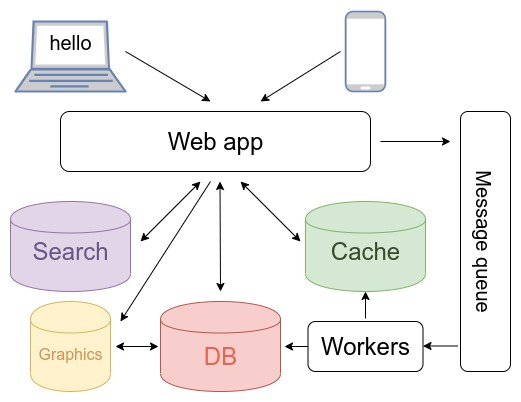 hello
Web app
Message queue
Search
Cache
Graphics
DB
Workers